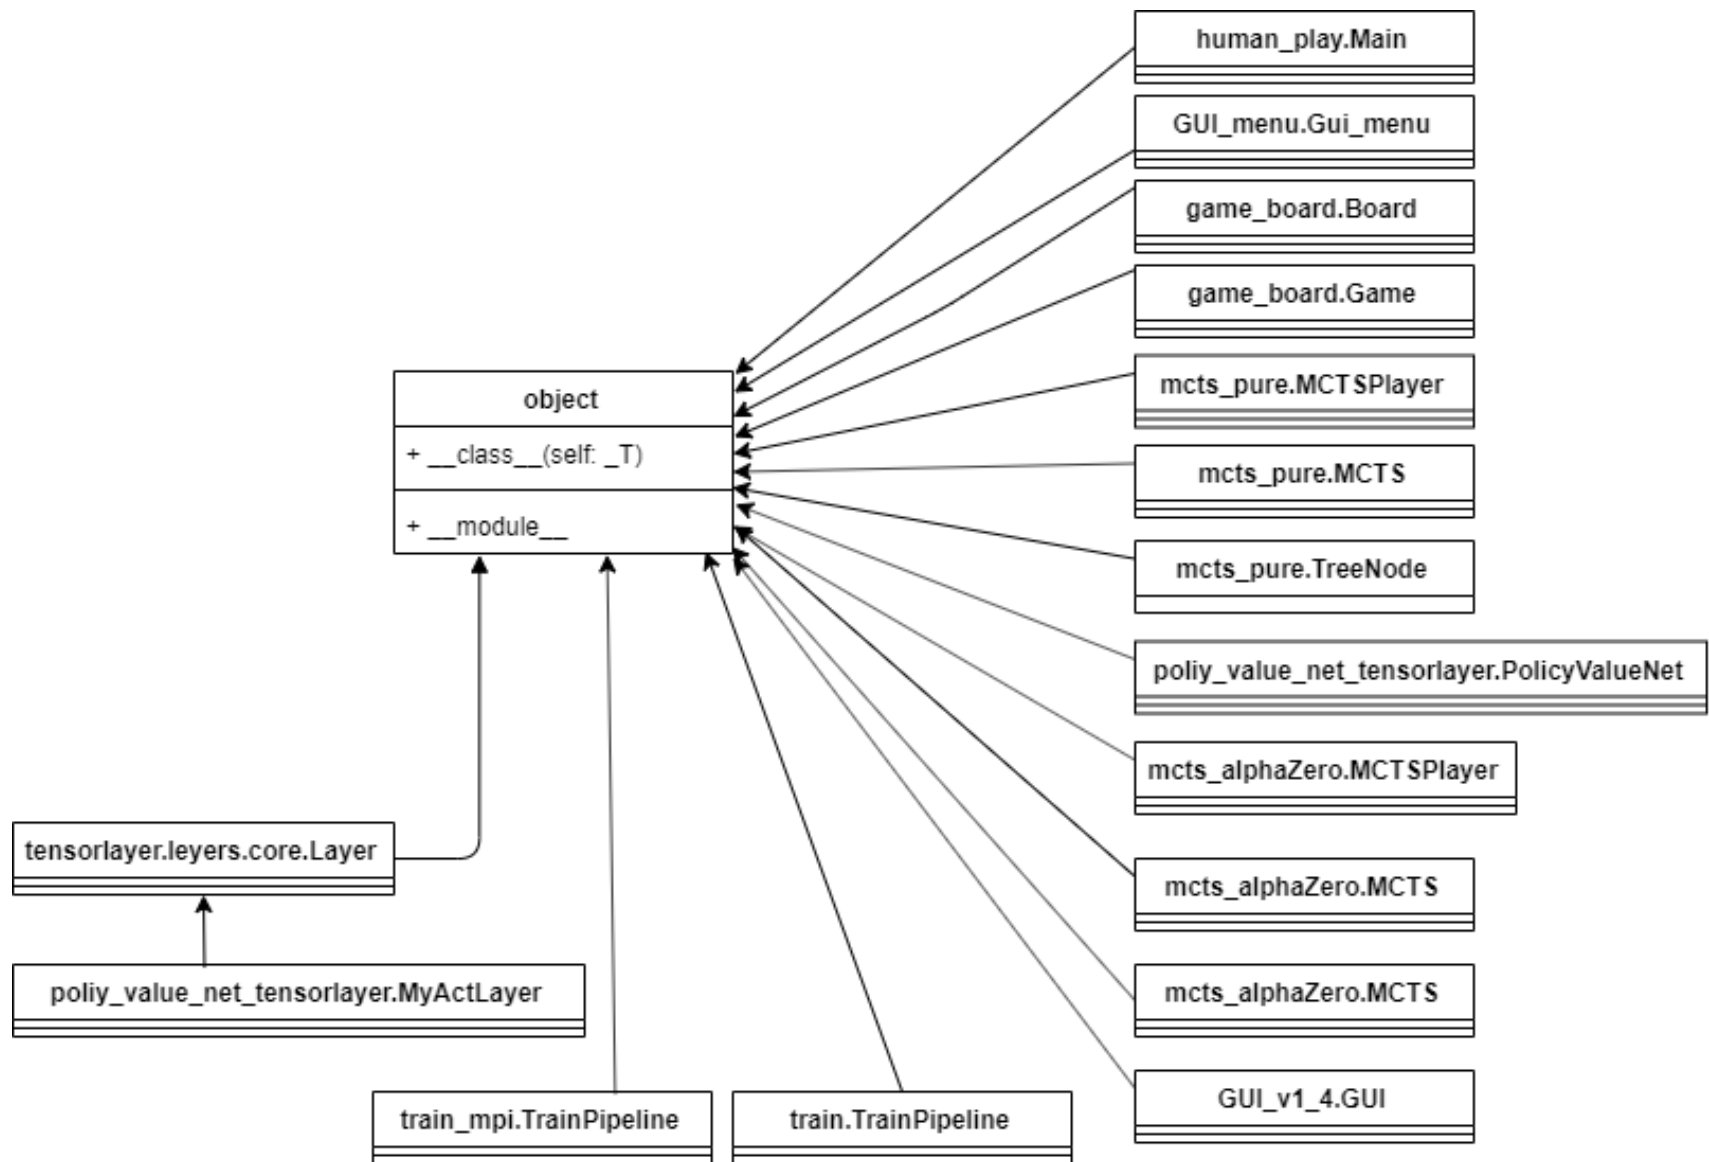 human_play.Main
GUI_menu.Gui_menu
game_board.Board
game_board.Game
object
+ __class__(self: _T)
+ __module__
mcts_pure.MCTSPlayer
mcts_pure.MCTS
mcts_pure.TreeNode
poliy_value_net_tensorlayer.PolicyValueNet
mcts_alphaZero.MCTSPlayer
tensorlayer.leyers.core.Layer
mcts_alphaZero.MCTS
poliy_value_net_tensorlayer.MyActLayer
mcts_alphaZero.MCTS
train_mpi.TrainPipeline
train.TrainPipeline
GUI_v1_4.GUI